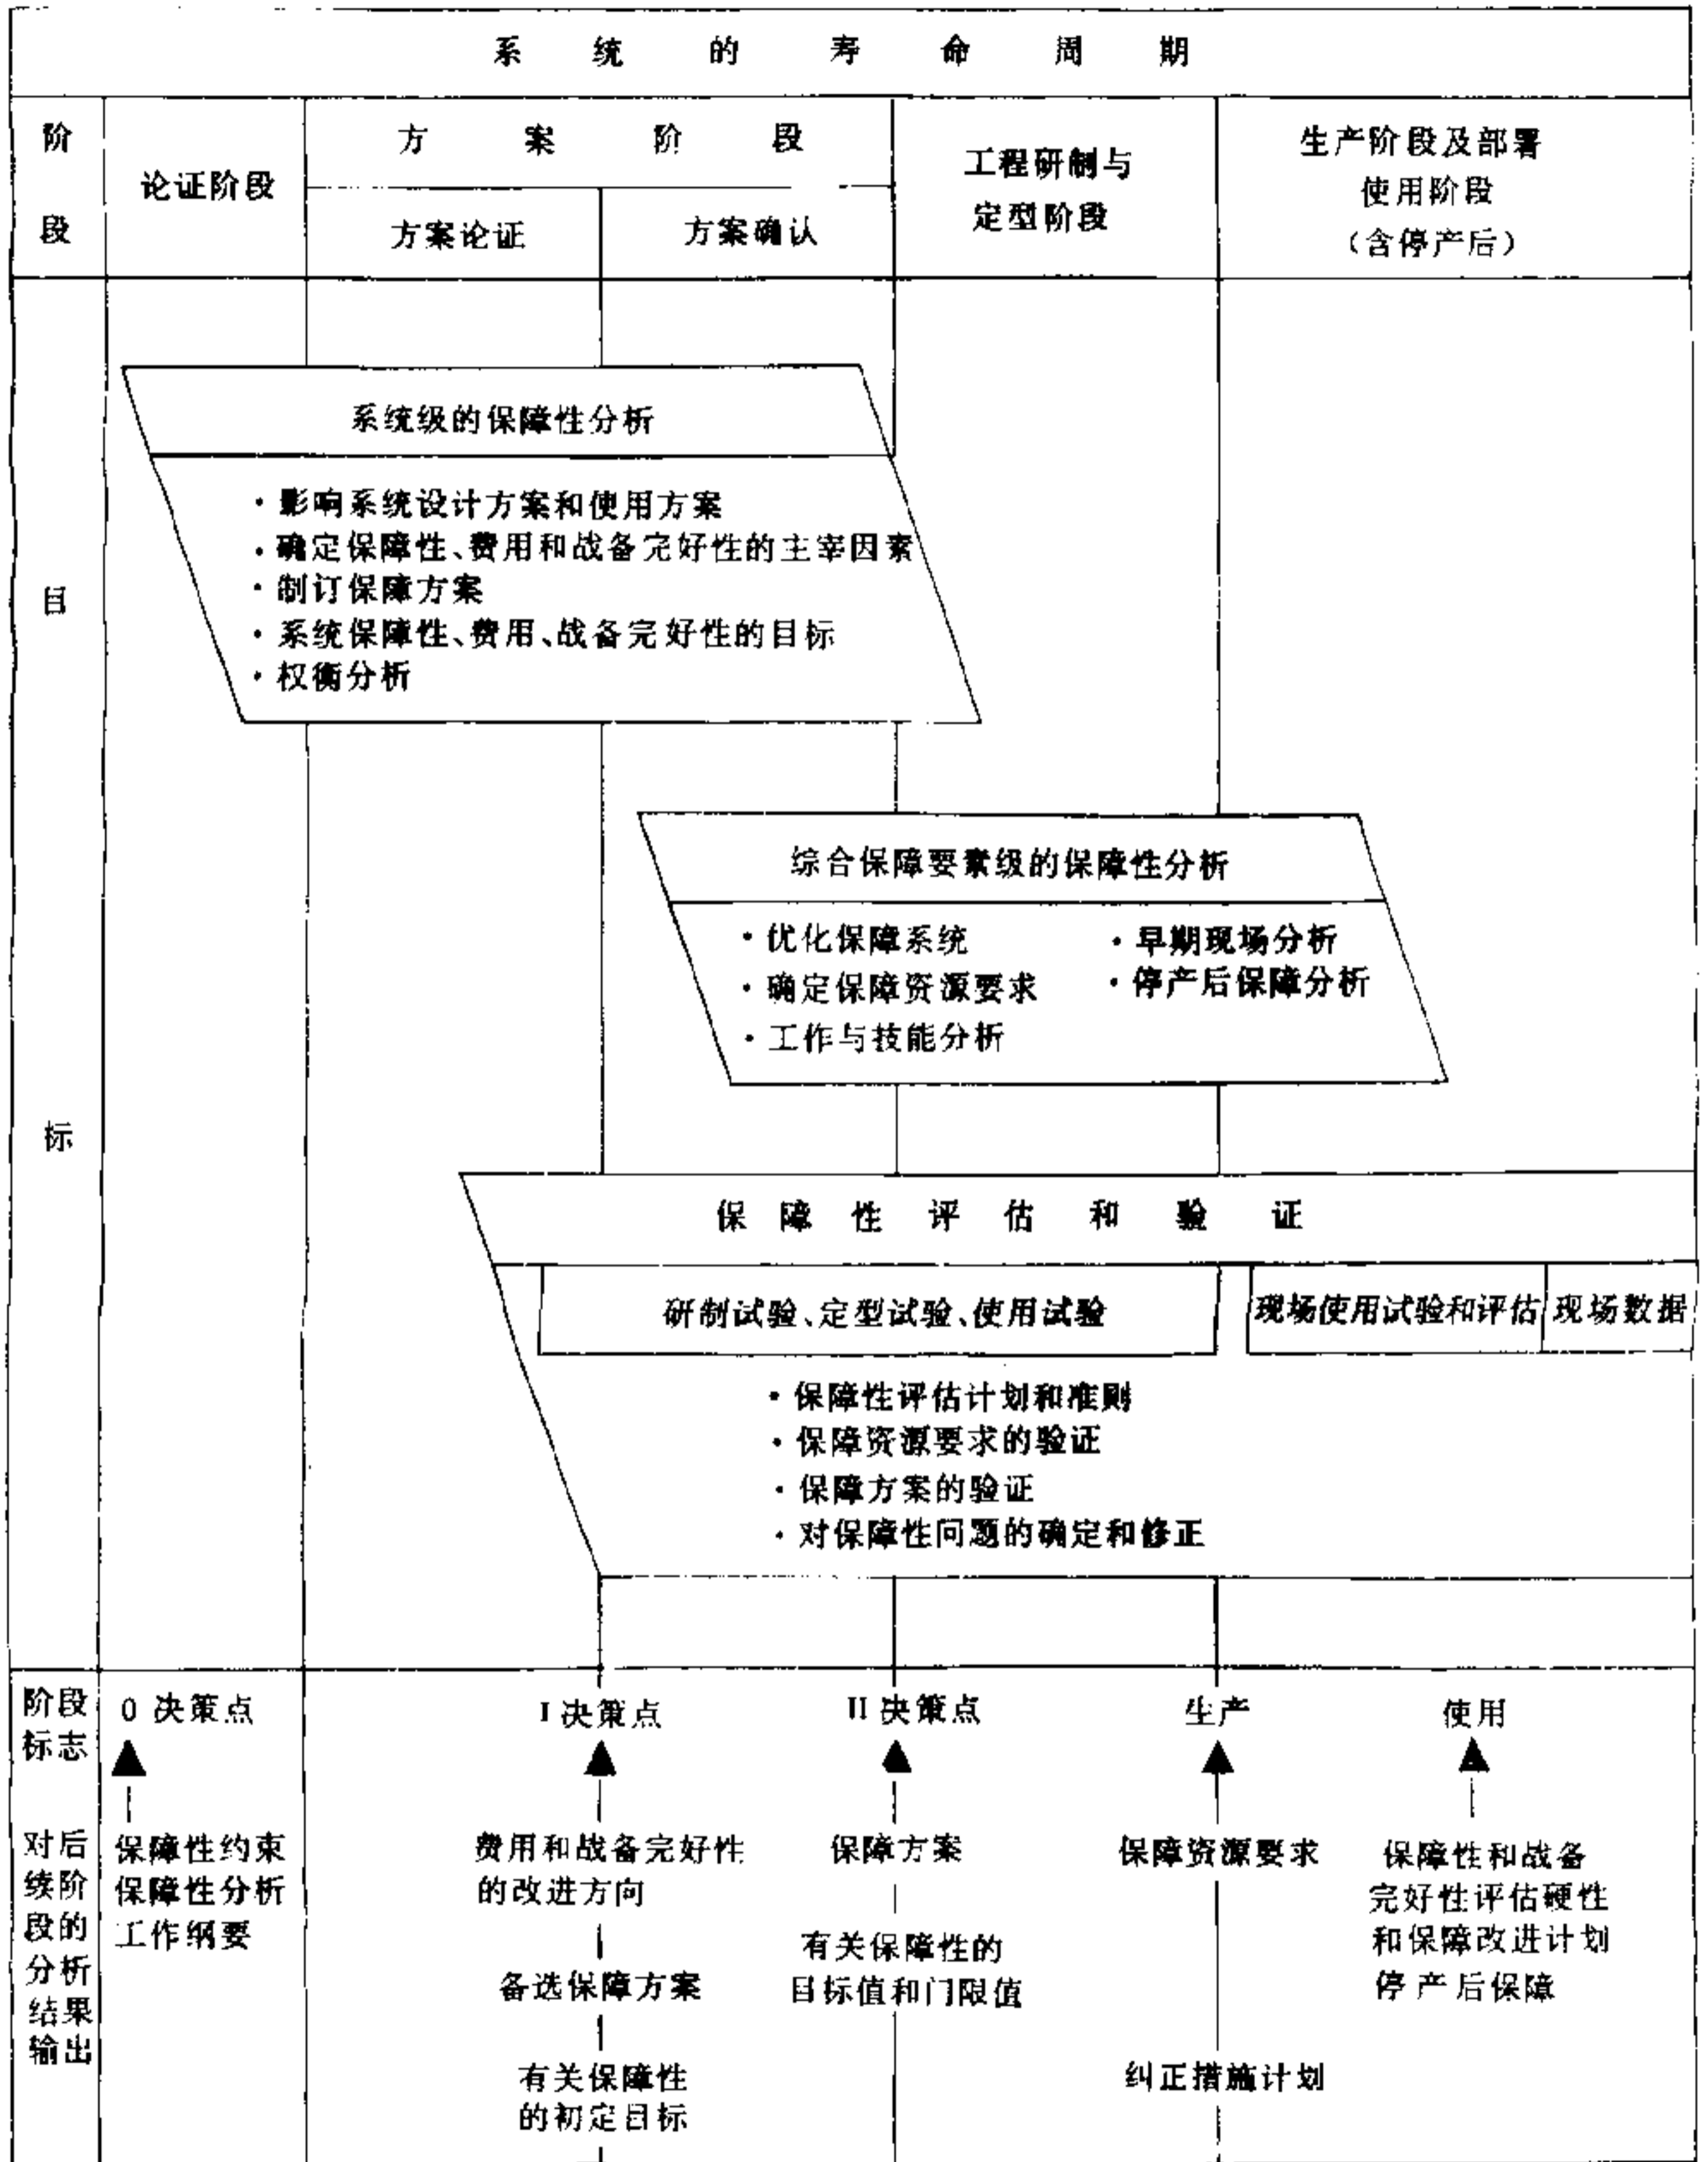 系统的寿命周期
阶段
论证阶段
方案阶段
方案论证
方案确认
工程研制与
定型阶段
生产阶段及部署
使用阶段
（含停产后）
目标
系统级的保障性分析
·影响系统设计方案和使用方案
·确定保障性、费用和战备完好性的主宰因素
·制订保障方案
·系统保障性、费用、战备完好性的目标
·权衡分析
综合保障要素级的保障性分析
·优化保障系统
·确定保障资源要求
·工作与技能分析
·早期现场分析
·停产后保障分析
保障性评估和验证
研制试验、定型试验、使用试验
现场使用试验和评估
现场数据
·保障性评估计划和准则
·保障资源要求的验证
·保障方案的验证
·对保障性问题的确定和修正
阶段
标志
0 决策点
I 决策点
II 决策点
生产
使用
对后
续阶
段的
分析
结果
输出
保障性约束
保障性分析
工作纲要
费用和战备完好性
的改进方向
备选保障方案
有关保障性
的初定目标
保障方案
有关保障性的
目标值和门限值
保障资源要求
纠正措施计划
保障性和战备
完好性评估硬性
和保障改进计划
停产后保障